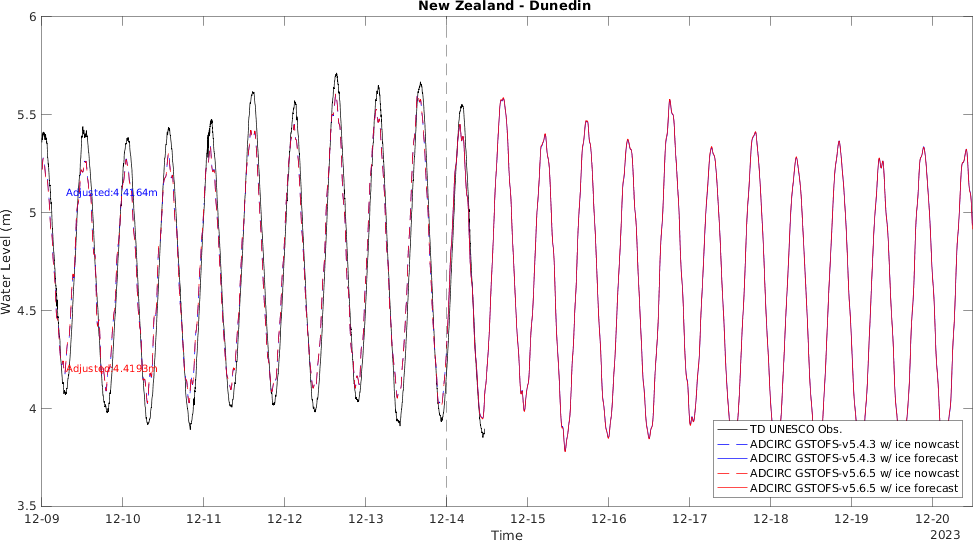 New Zealand - Dunedin
6
5.5
5
4.5
4
3.5
Water Level (m)
Adjusted:4.4164m
Adjusted:4.4193m
TD UNESCO Obs.
ADCIRC GSTOFS-v5.4.3 w/ ice nowcast
ADCIRC GSTOFS-v5.4.3 w/ ice forecast
ADCIRC GSTOFS-v5.6.5 w/ ice nowcast
ADCIRC GSTOFS-v5.6.5 w/ ice forecast
12-09 12-10 12-11 12-12 12-13 12-14 12-15 12-16 12-17 12-18 12-19 12-20
2023
Time